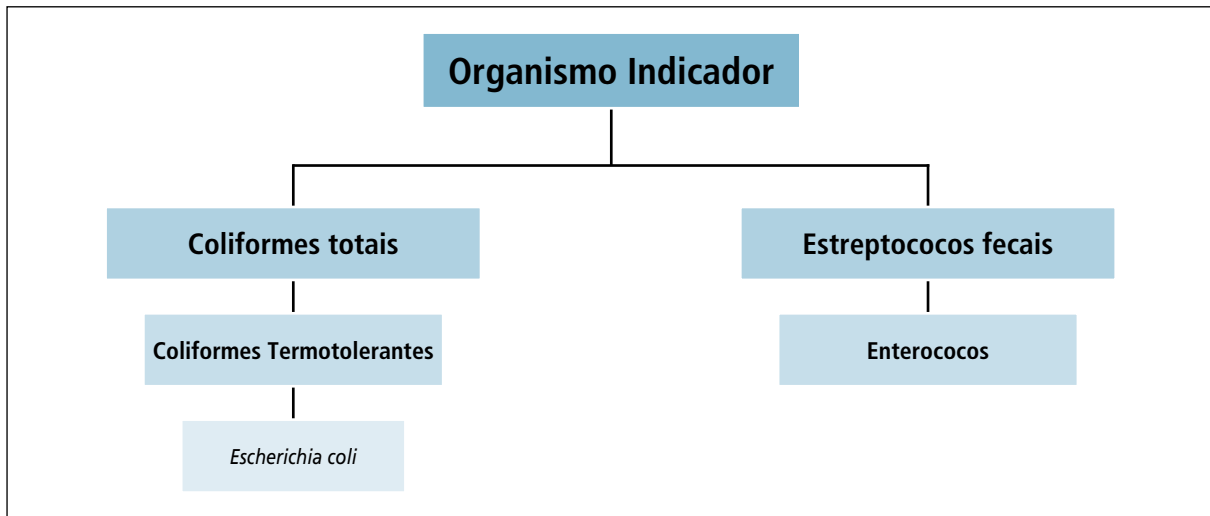 Organismo Indicador
Coliformes totais
Estreptococos fecais
Coliformes Termotolerantes
Enterococos
Escherichia coli